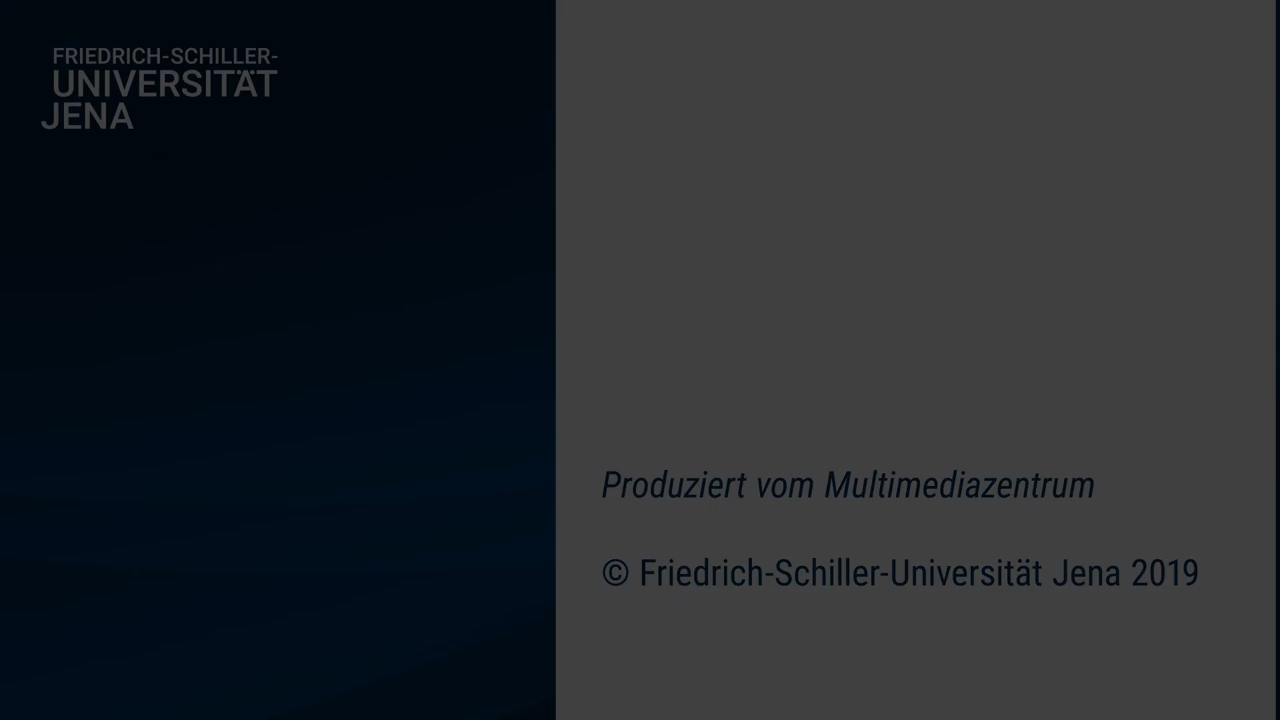 FRIEDRICH-SCHILLER-
UNIVERSITÄT
JENA
Produziert vom Multimediazentrum
© Friedrich-Schiller-Universität Jena 2019